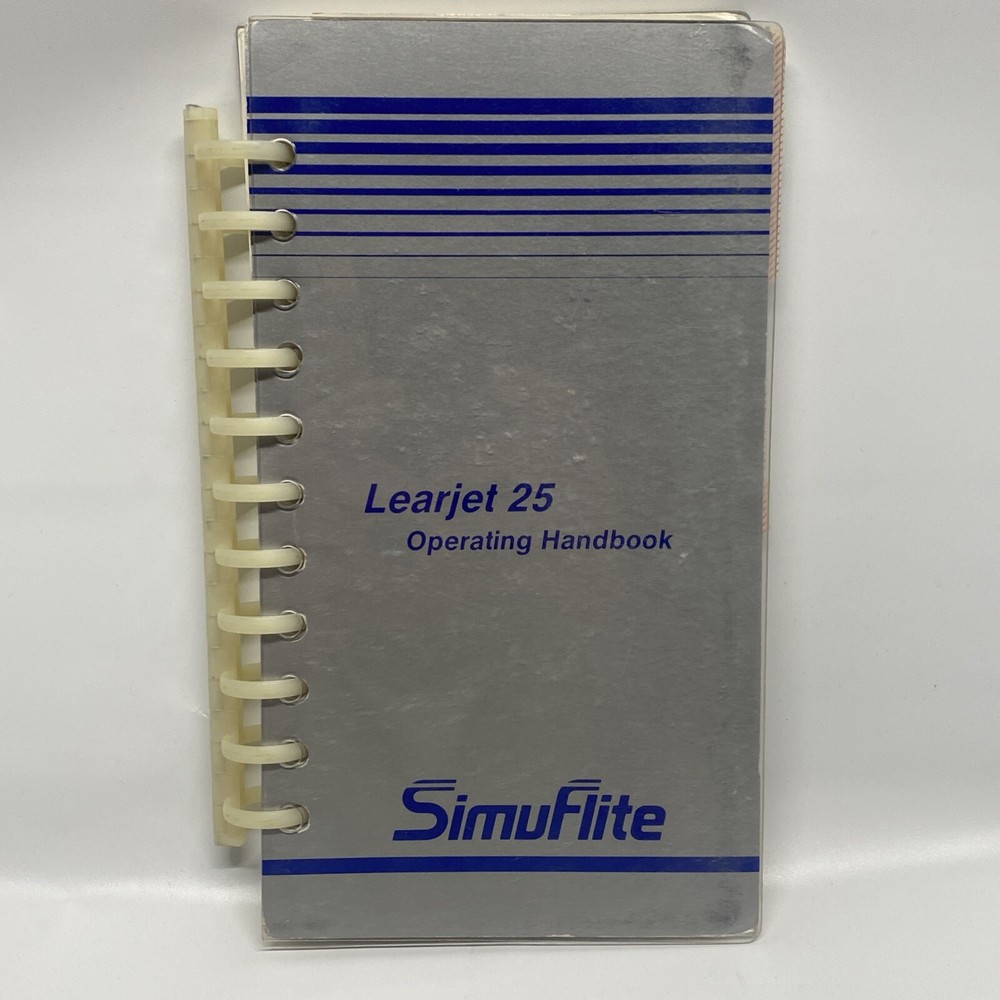 Learjet 25
Operating Handbook
SimuFlite